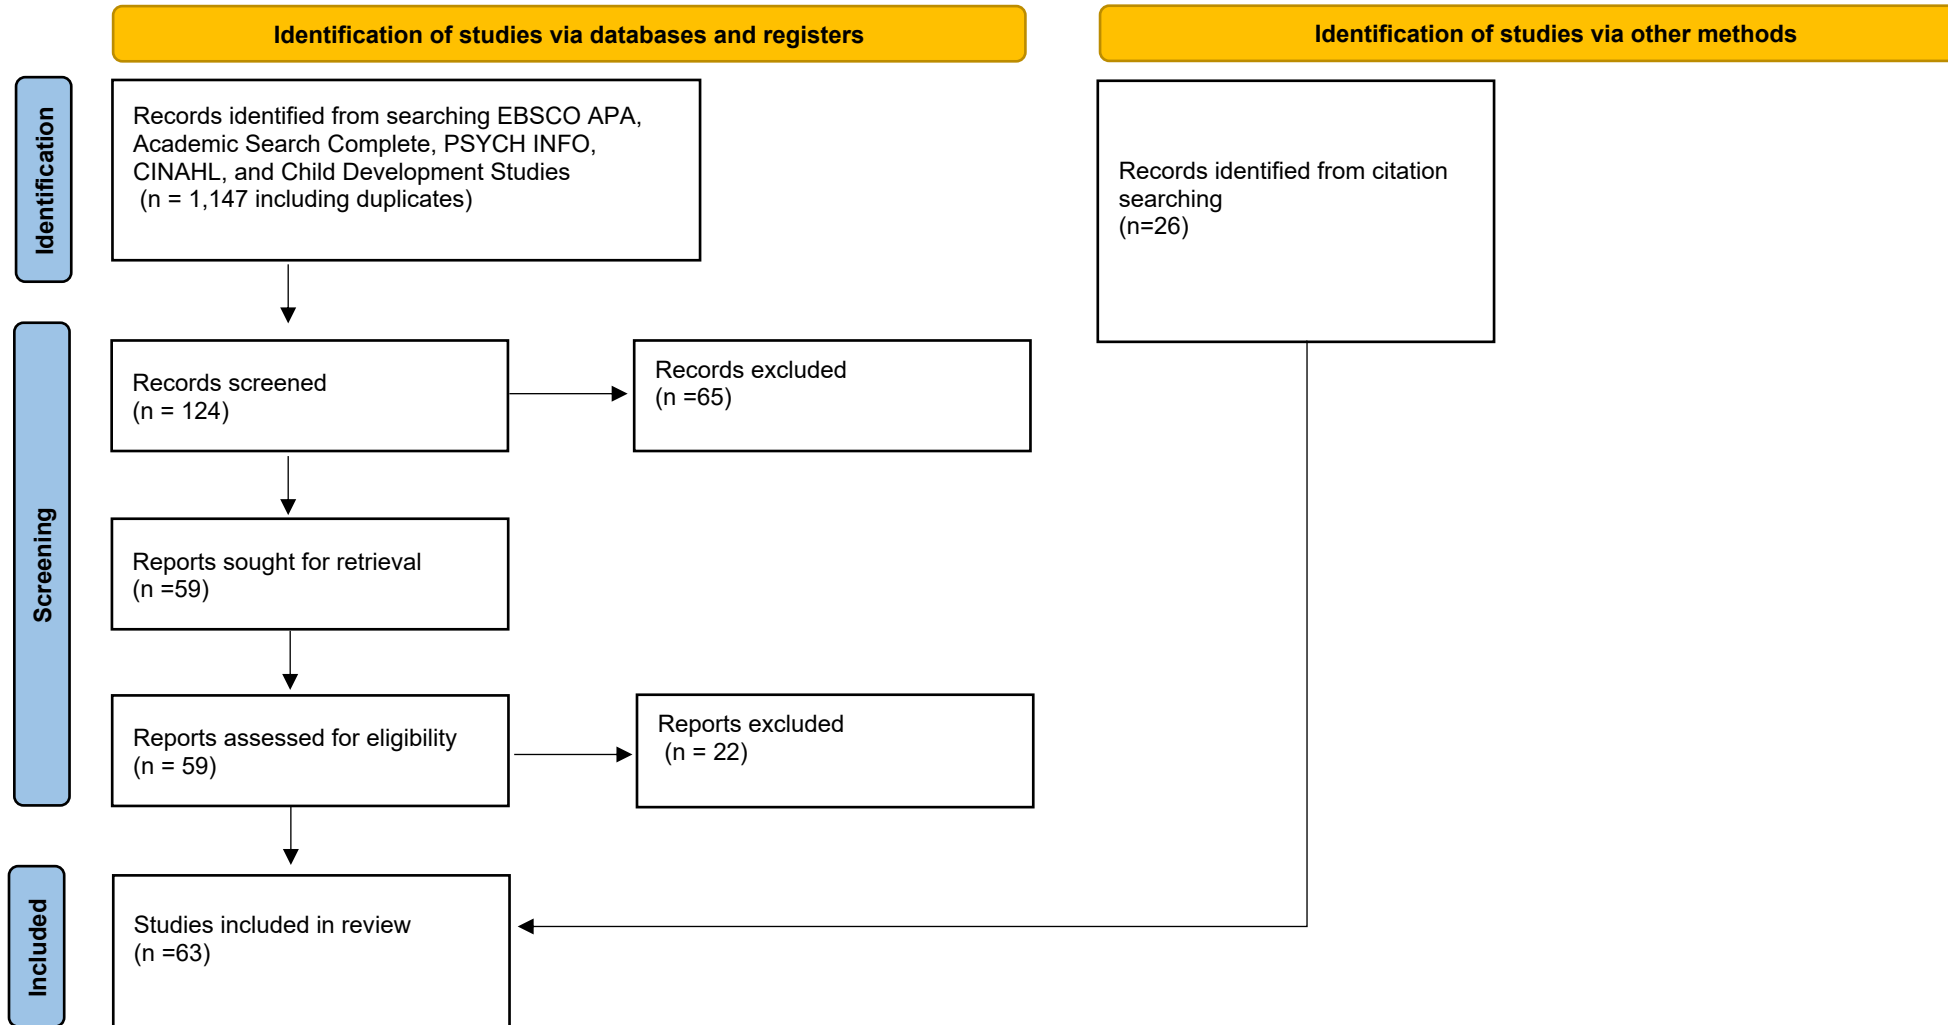 Identification of studies via databases and registers
Identification of studies via other methods
Identification
Records identified from searching EBSCO APA,
Academic Search Complete, PSYCH INFO,
CINAHL, and Child Development Studies
(n = 1,147 including duplicates)
Records identified from citation
searching
(n=26)
Screening
Records screened
(n = 124)
Records excluded
(n =65)
Reports sought for retrieval
(n =59)
Reports assessed for eligibility
(n = 59)
Reports excluded
(n = 22)
Included
Studies included in review
(n =63)